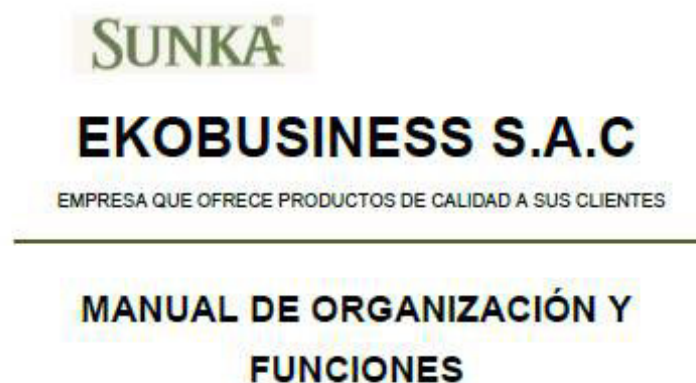 SUNKA®
EKOBUSINESS S.A.C
EMPRESA QUE OFRECE PRODUCTOS DE CALIDAD A SUS CLIENTES
MANUAL DE ORGANIZACIÓN Y
FUNCIONES